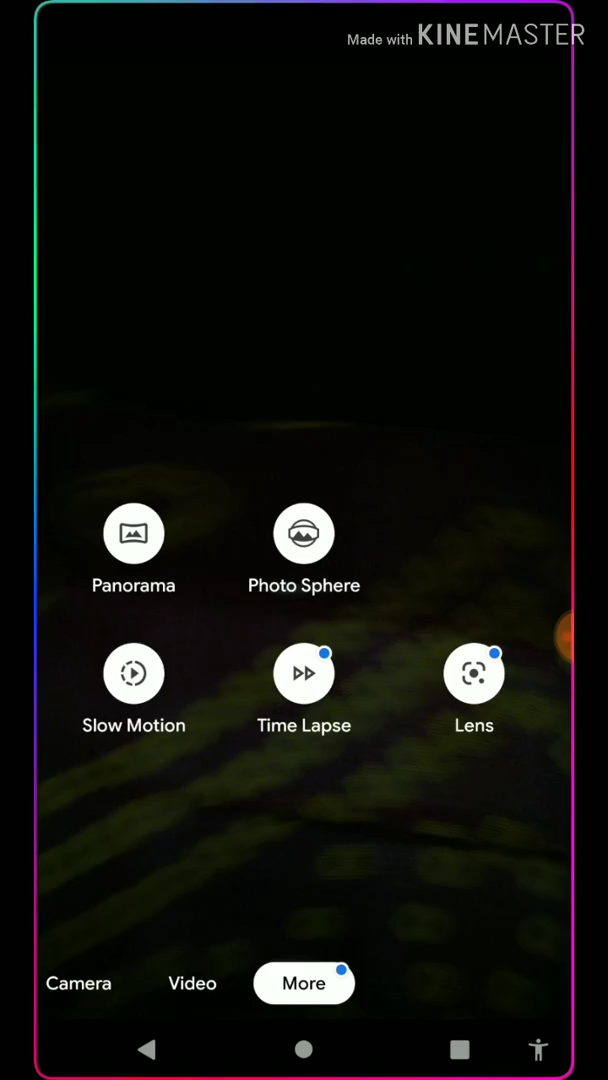 Made with KINEMASTER
Panorama
Photo Sphere
Slow Motion
Time Lapse
Lens
Camera
Video
More